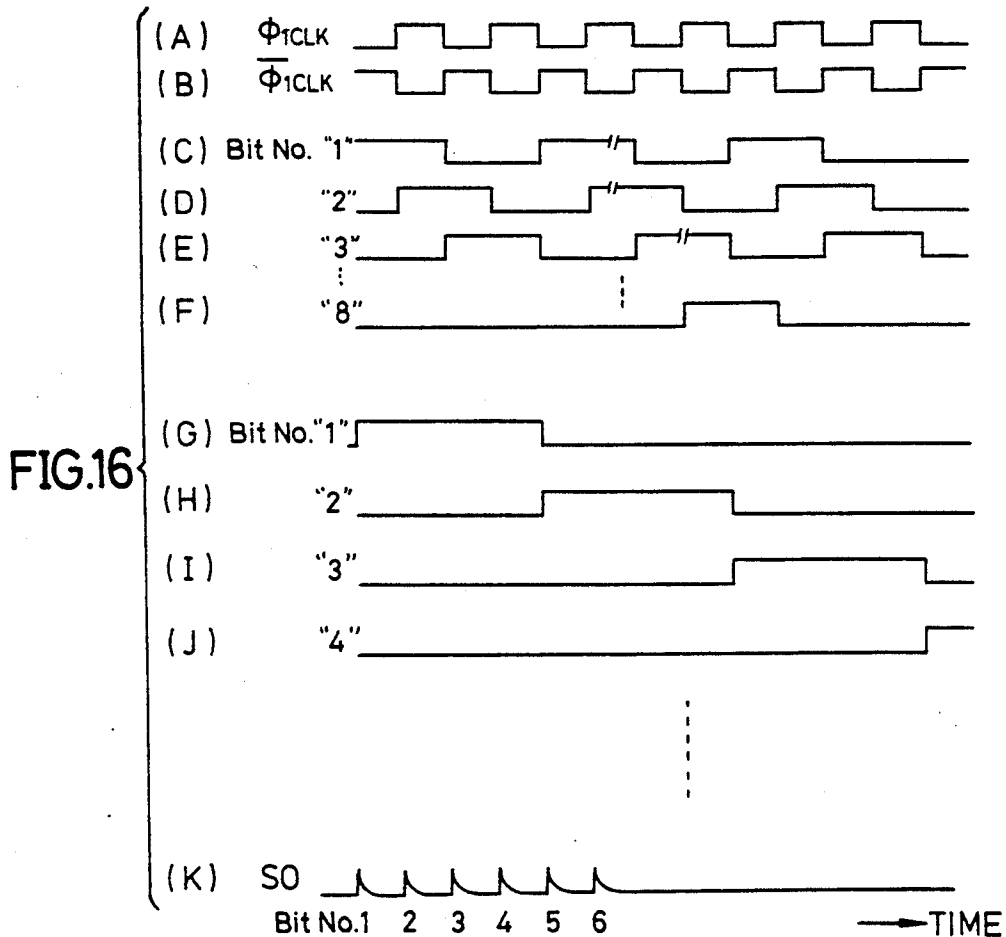 (A) Φ1CLK
(B) Φ̅1CLK
(C) Bit No. "1"
(D) "2"
(E) "3"
(F) "8"
(G) Bit No. "1"
FIG.16
(H) "2"
(I) "3"
(J) "4"
(K) SO
Bit No.1 2 3 4 5 6 TIME